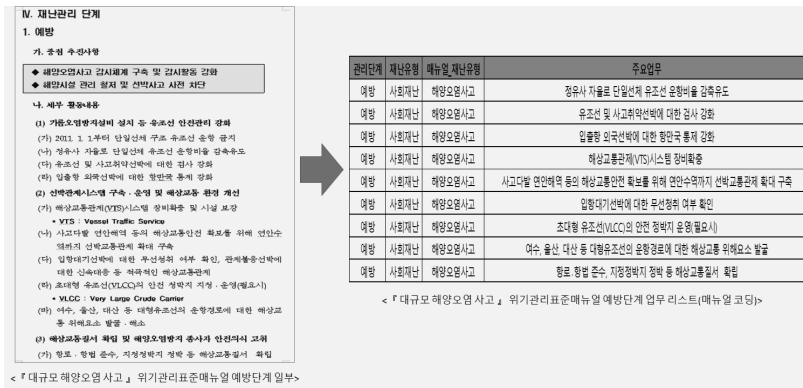 Ⅳ. 재난관리 단계
1. 예방
가. 중점 추진사항
◆ 해양오염사고 감시체계 구축 및 감시활동 강화
◆ 해양시설 관리 철저 및 선박사고 사전 차단
나. 세부 활동내용
(1) 기름오염방지설비 설치 등 유조선 안전관리 강화
(가) 2011. 1. 1.부터 단일선체 구조 유조선 운항 금지
(나) 정유사 자율로 단일선체 유조선 운항비율 감축유도
(다) 유조선 및 사고취약선박에 대한 검사 강화
(라) 입출항 외국선박에 대한 항만국 통제 강화
(2) 선박관제시스템 구축·운영 및 해상교통 환경 개선
(가) 해상교통관제(VTS)시스템 장비확충 및 시설 보강
* VTS : Vessel Traffic Service
(나) 사고다발 연안해역 등의 해상교통안전 확보를 위해 연안수
역까지 선박교통관제 확대 구축
(다) 입항대기선박에 대한 무선청취 여부 확인, 관제불응선박에
대한 신속대응 등 적극적인 해상교통관제
(라) 초대형 유조선(VLCC)의 안전 정박지 지정·운영(필요시)
* VLCC : Very Large Crude Carrier
(마) 여수, 울산, 대산 등 대형유조선의 운항경로에 대한 해상교
통 위해요소 발굴·해소
(3) 해상교통질서 확립 및 해양오염방지 종사자 안전의식 고취
(가) 항로·항법 준수, 지정정박지 정박 등 해상교통질서 확립
<『대규모 해양오염 사고』 위기관리표준매뉴얼 예방단계 일부>
관리단계 재난유형 매뉴얼_재난유형 주요업무
예방 사회재난 해양오염사고 정유사 자율로 단일선체 유조선 운항비율 감축유도
예방 사회재난 해양오염사고 유조선 및 사고취약선박에 대한 검사 강화
예방 사회재난 해양오염사고 입출항 외국선박에 대한 항만국 통제 강화
예방 사회재난 해양오염사고 해상교통관제(VTS)시스템 장비확충
예방 사회재난 해양오염사고 사고다발 연안해역 등의 해상교통안전 확보를 위해 연안수역까지 선박교통관제 확대 구축
예방 사회재난 해양오염사고 입항대기선박에 대한 무선청취 여부 확인
예방 사회재난 해양오염사고 초대형 유조선(VLCC)의 안전 정박지 운영(필요시)
예방 사회재난 해양오염사고 여수, 울산, 대산 등 대형유조선의 운항경로에 대한 해상교통 위해요소 발굴
예방 사회재난 해양오염사고 항로·항법 준수, 지정정박지 정박 등 해상교통질서 확립
<『대규모 해양오염 사고』 위기관리표준매뉴얼 예방단계 업무 리스트(매뉴얼 코딩)>